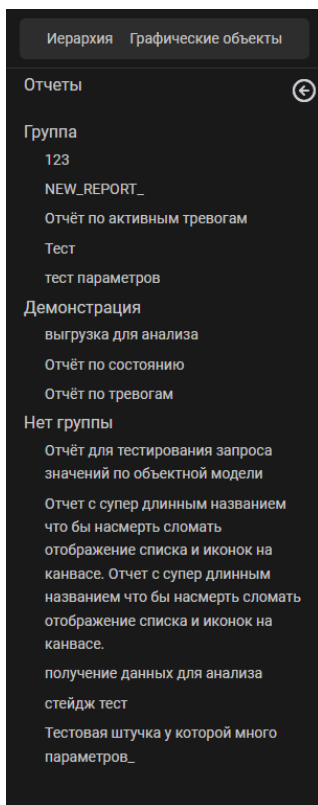 Иерархия Графические объекты
Отчеты
Группа
123
NEW_REPORT_
Отчёт по активным тревогам
Тест
тест параметров
Демонстрация
выгрузка для анализа
Отчёт по состоянию
Отчёт по тревогам
Нет группы
Отчёт для тестирования запроса
значений по объектной модели
Отчет с супер длинным названием
что бы насмерть сломать
отображение списка и иконок на
канвасе. Отчет с супер длинным
названием что бы насмерть сломать
отображение списка и иконок на
канвасе.
получение данных для анализа
стейдж тест
Тестовая штучка у которой много
параметров_